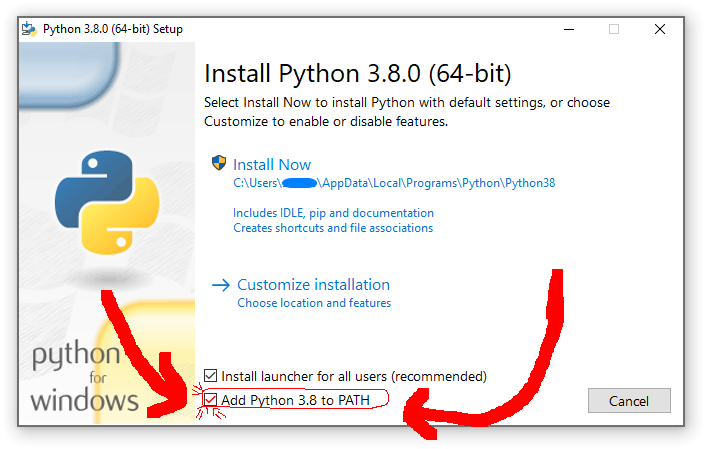 Python 3.8.0 (64-bit) Setup
Install Python 3.8.0 (64-bit)
Select Install Now to install Python with default settings, or choose
Customize to enable or disable features.
Install Now
C:\Users\ \AppData\Local\Programs\Python\Python38
Includes IDLE, pip and documentation
Creates shortcuts and file associations
Customize installation
Choose location and features
python
for
windows
Install launcher for all users (recommended)
Add Python 3.8 to PATH
Cancel